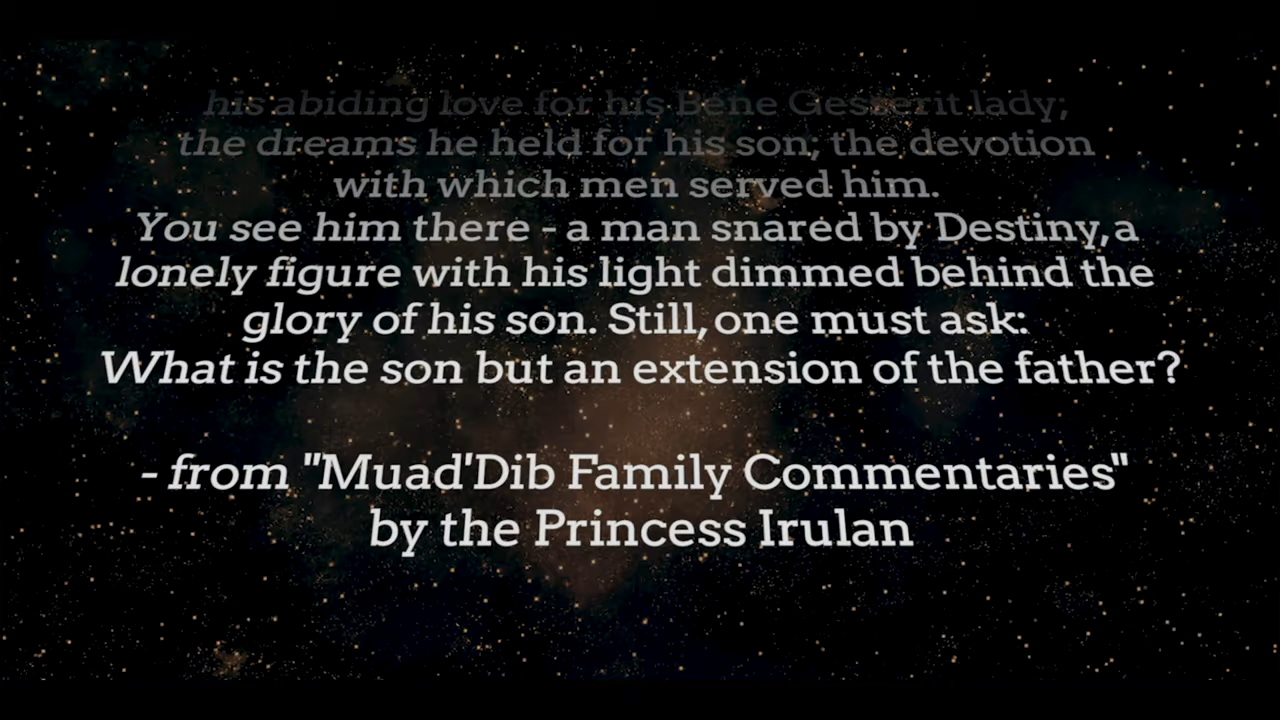 his abiding love for his Bene Gesserit lady;
the dreams he held for his son; the devotion
with which men served him.
You see him there - a man snared by Destiny, a
lonely figure with his light dimmed behind the
glory of his son. Still, one must ask:
What is the son but an extension of the father?
- from "Muad'Dib Family Commentaries"
by the Princess Irulan